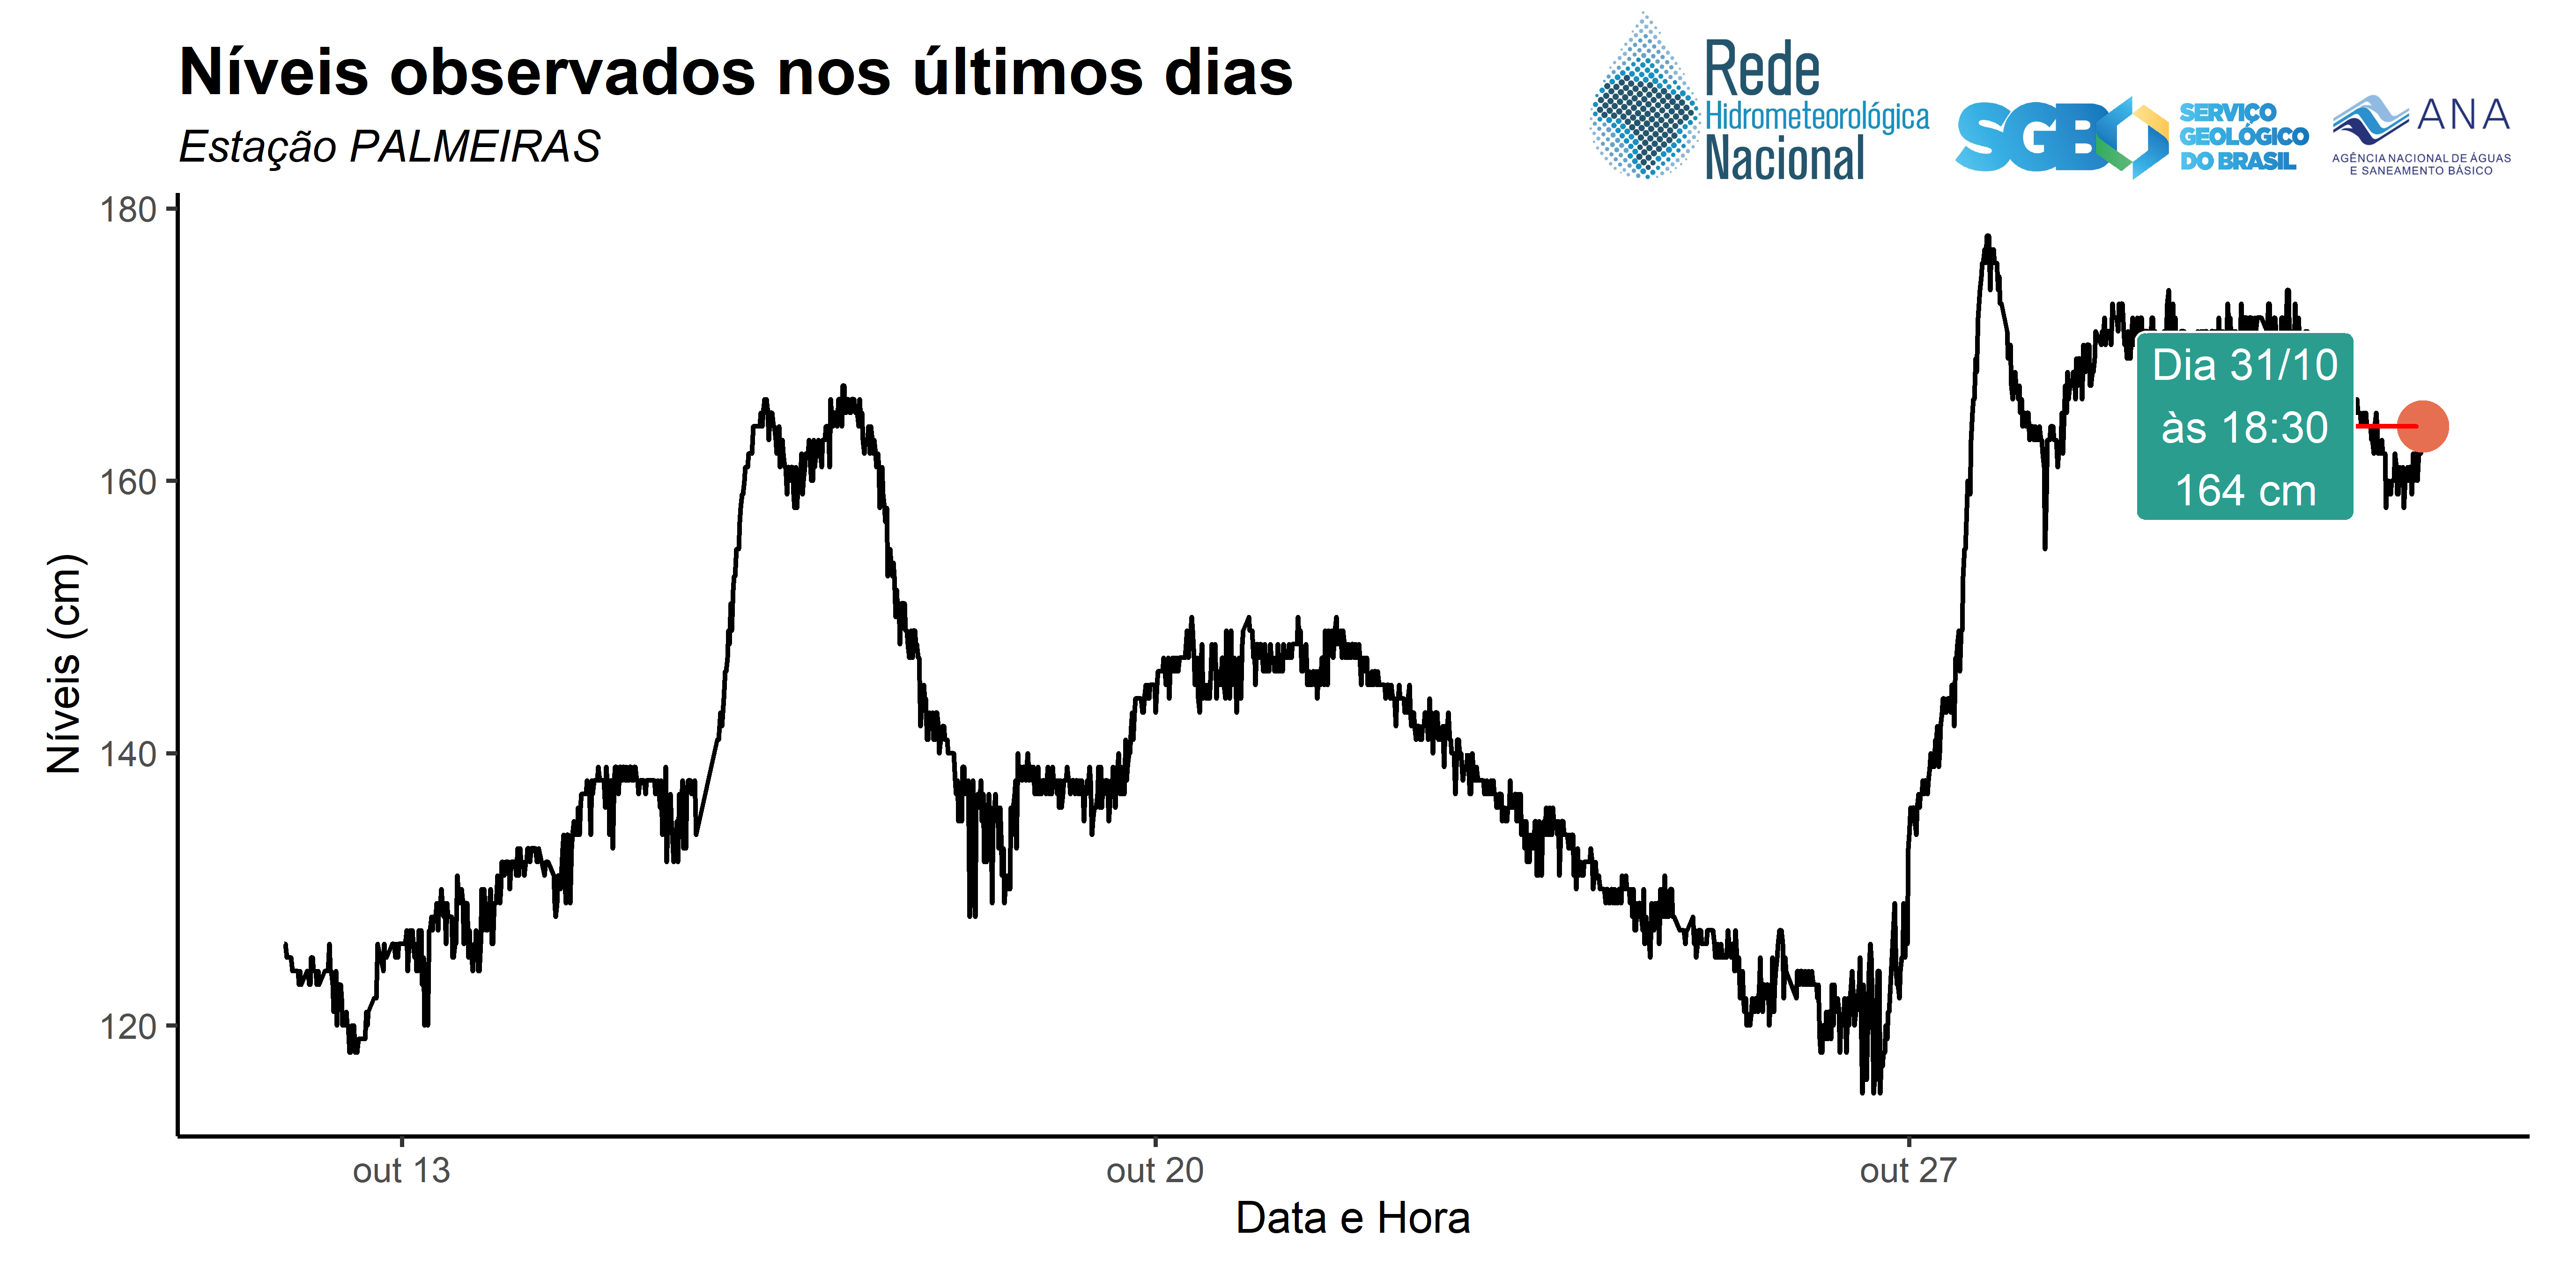 Níveis observados nos últimos dias
Estação PALMEIRAS
Rede
Hidrometeorológica
Nacional
SGB
SERVIÇO
GEOLÓGICO
DO BRASIL
ANA
AGÊNCIA NACIONAL DE ÁGUAS
E SANEAMENTO BÁSICO
180
160
140
120
Níveis (cm)
Dia 31/10
às 18:30
164 cm
out 13
out 20
out 27
Data e Hora